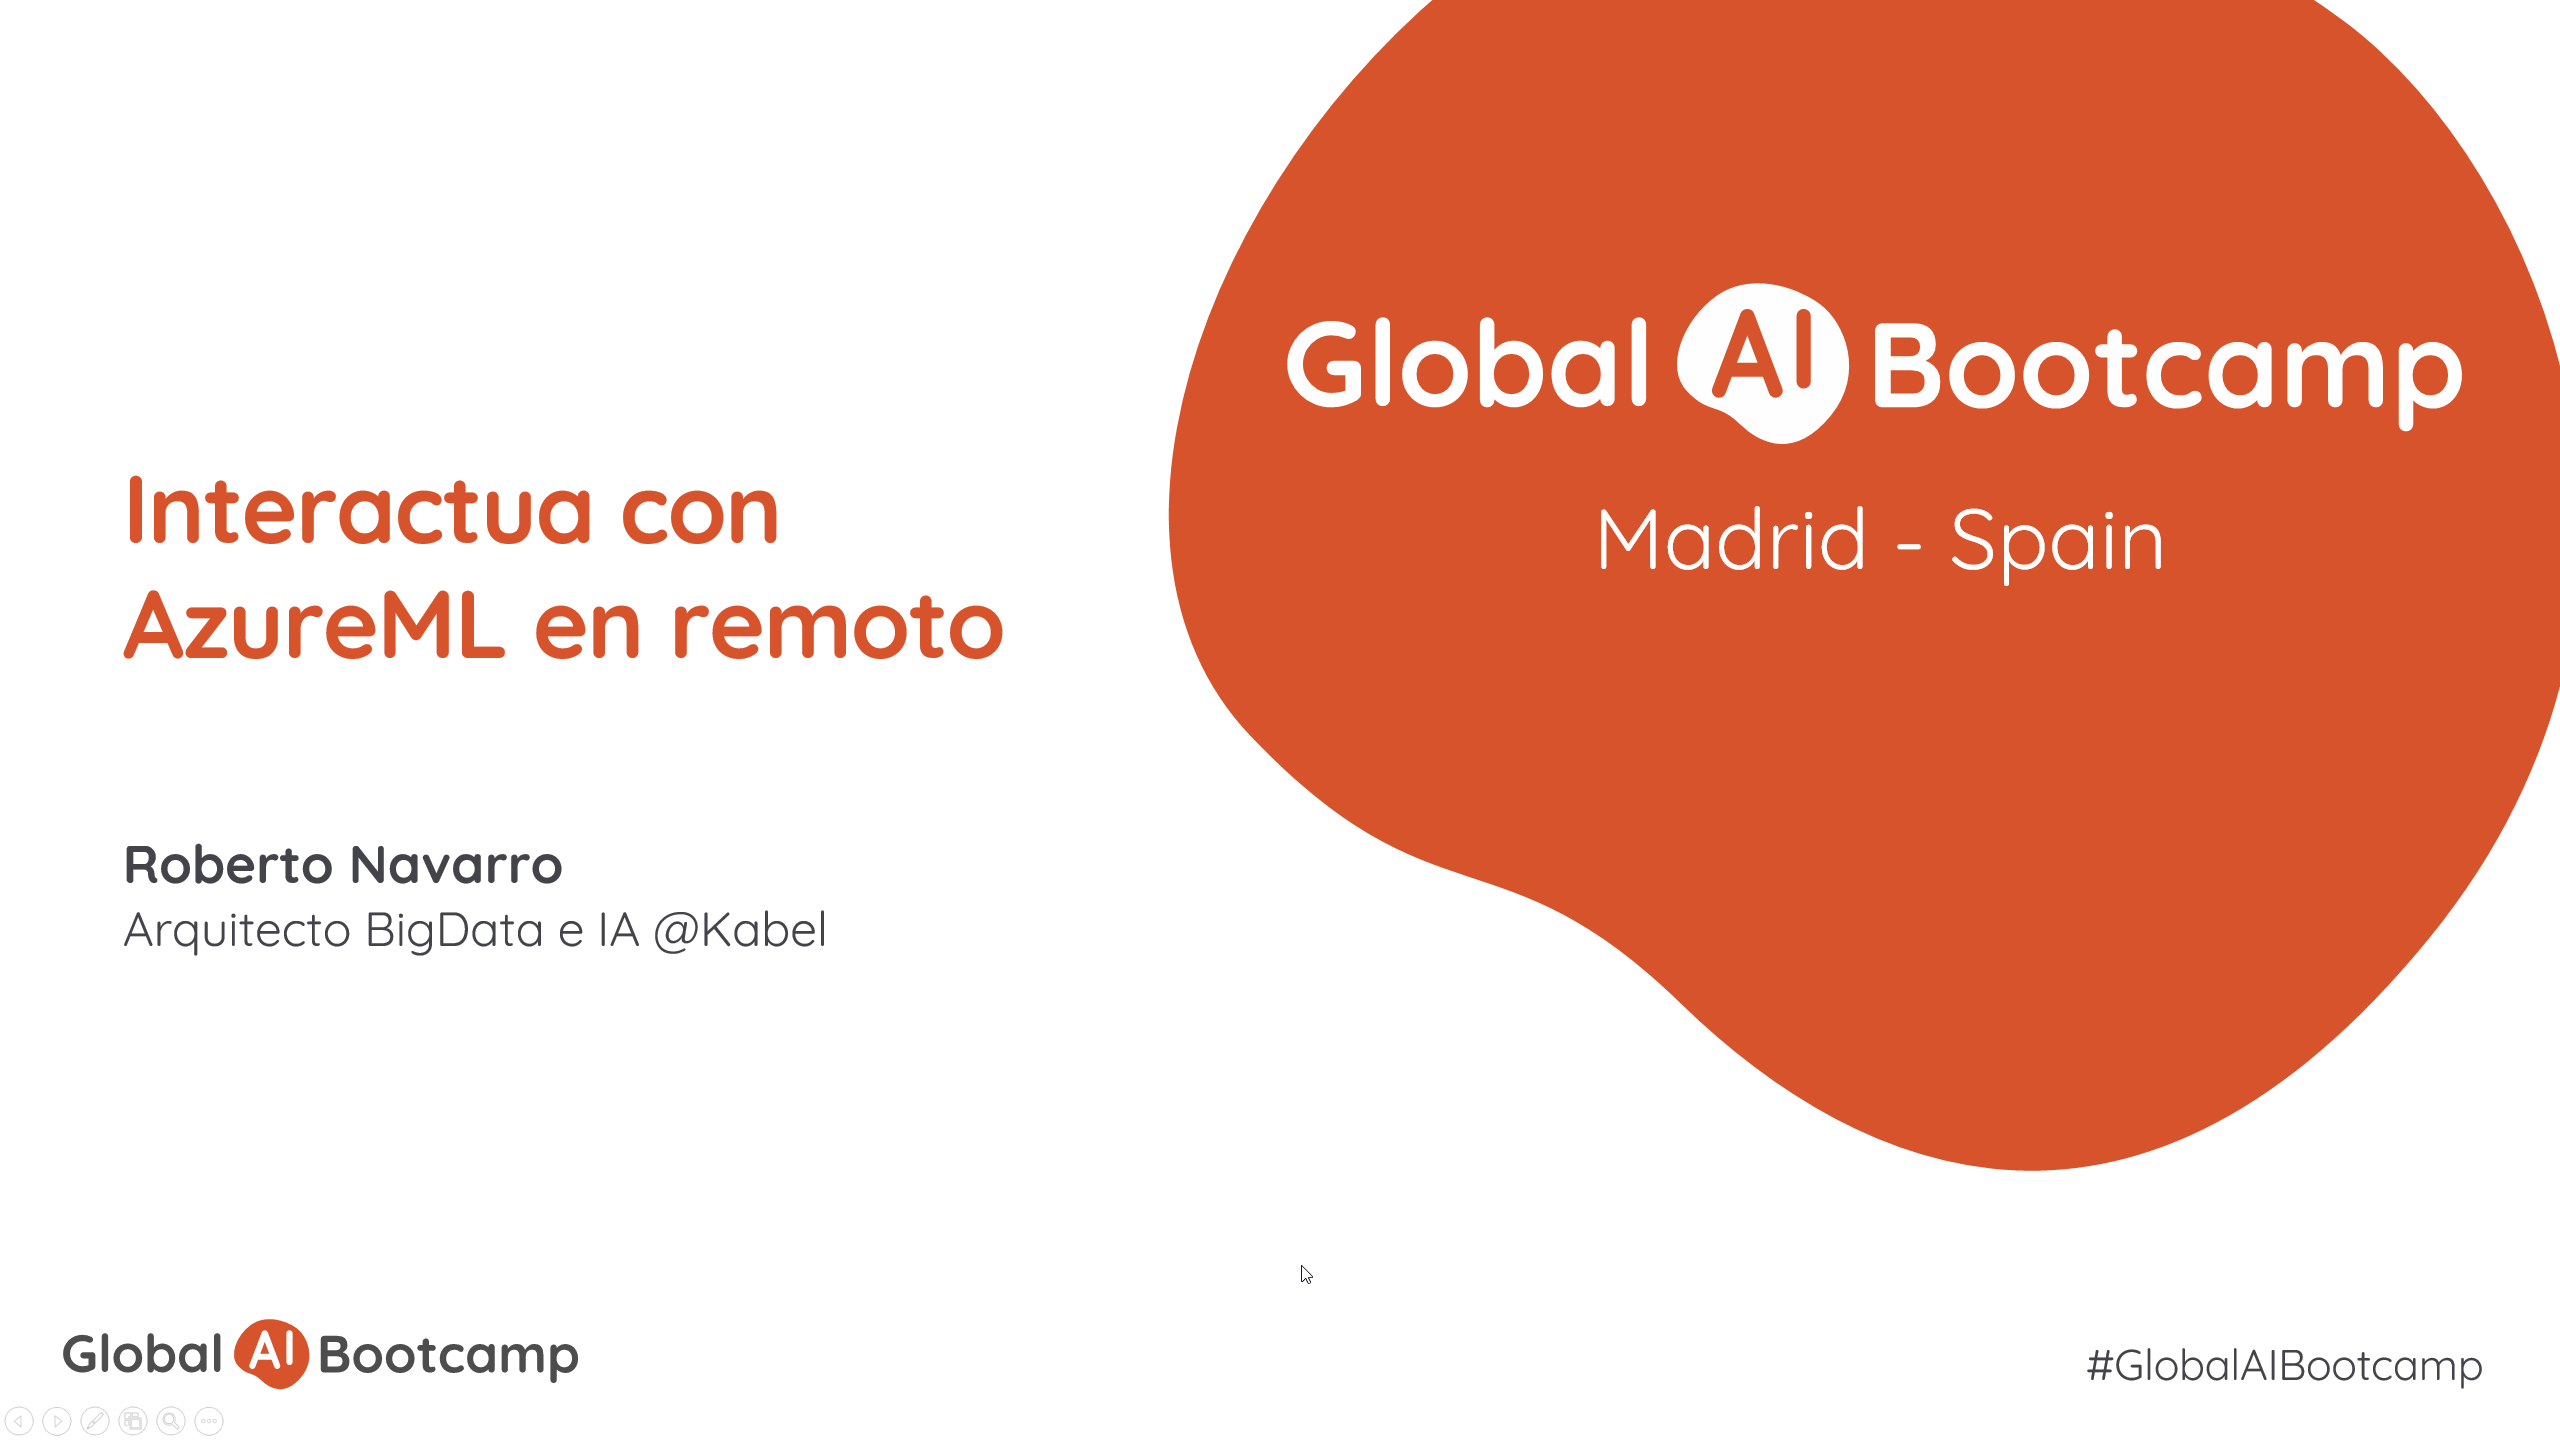 Global AI Bootcamp
Madrid - Spain
Interactua con
AzureML en remoto
Roberto Navarro
Arquitecto BigData e IA @Kabel
Global AI Bootcamp
#GlobalAIBootcamp